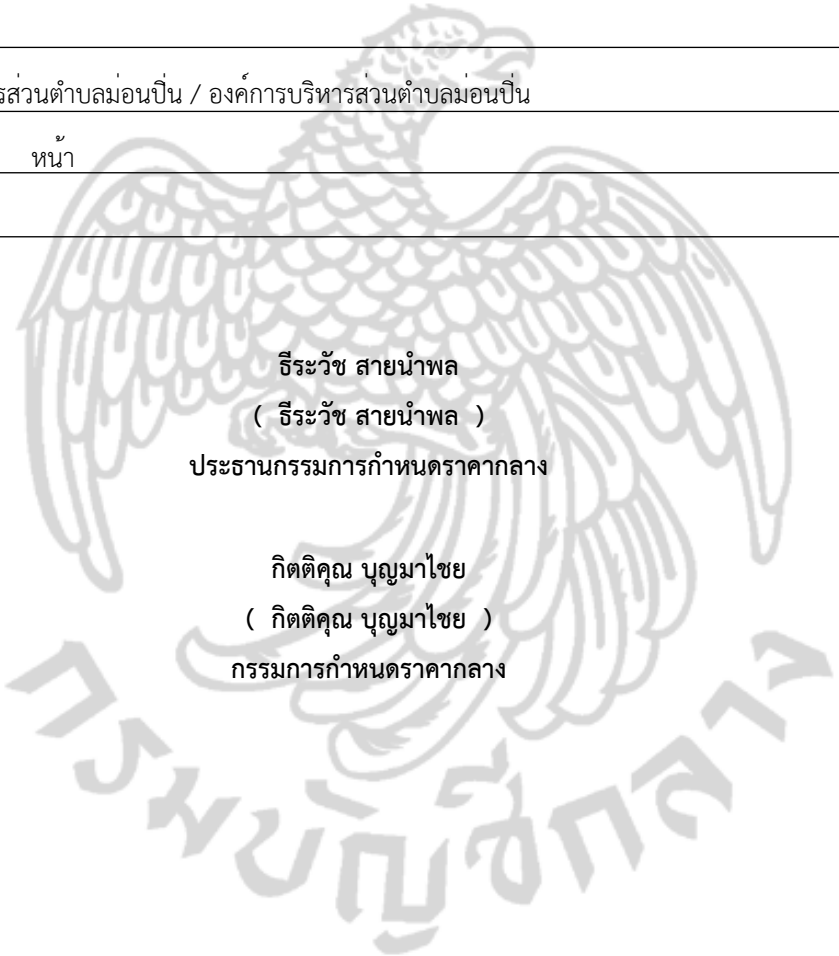 ส่วนตำบลม่อนปิ่น / องค์การบริหารส่วนตำบลม่อนปิ่น
หน้า
ธีระวัช สายนำพล
( ธีระวัช สายนำพล )
ประธานกรรมการกำหนดราคากลาง
กิตติคุณ บุญมาไชย
( กิตติคุณ บุญมาไชย )
กรรมการกำหนดราคากลาง
กรมบัญชีกลาง